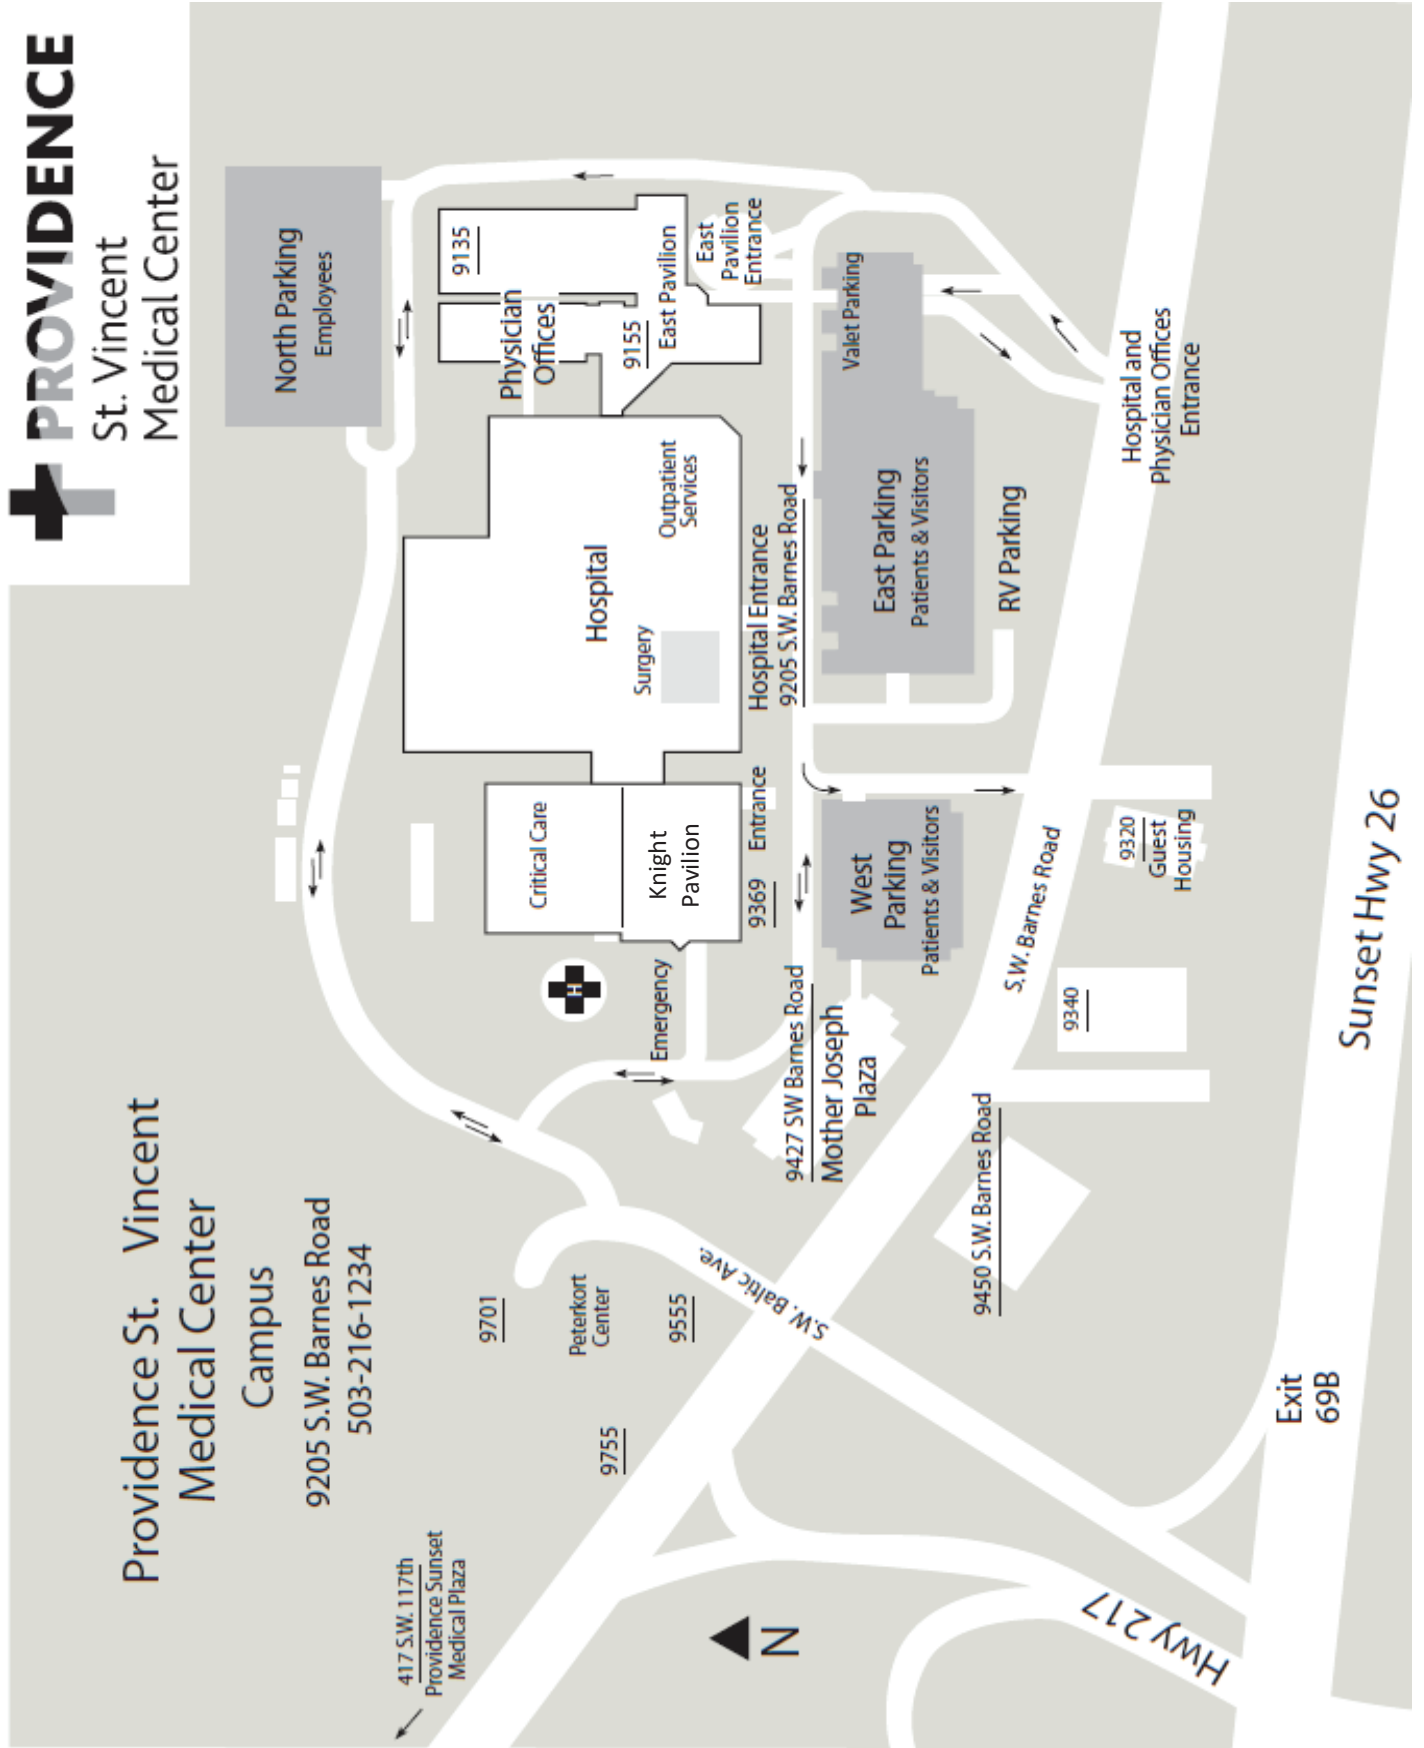 PROVIDENCE
St. Vincent
Medical Center
Providence St. Vincent
Medical Center
Campus
9205 S.W. Barnes Road
503-216-1234
417 S.W. 117th
Providence Sunset
Medical Plaza
9755
9701
Peterkort
Center
9555
S.W. Baltic Ave.
North Parking
Employees
Physician
Offices
9135
9155
East Pavilion
East
Pavilion
Entrance
Hospital
Surgery
Outpatient
Services
Hospital Entrance
9205 S.W. Barnes Road
Critical Care
Knight
Pavilion
9369
Entrance
H
Emergency
9427 SW Barnes Road
Mother Joseph
Plaza
West
Parking
Patients & Visitors
Valet Parking
East Parking
Patients & Visitors
RV Parking
Hospital and
Physician Offices
Entrance
S.W. Barnes Road
9320
Guest
Housing
9340
9450 S.W. Barnes Road
Sunset Hwy 26
Exit
69B
Hwy 217
N